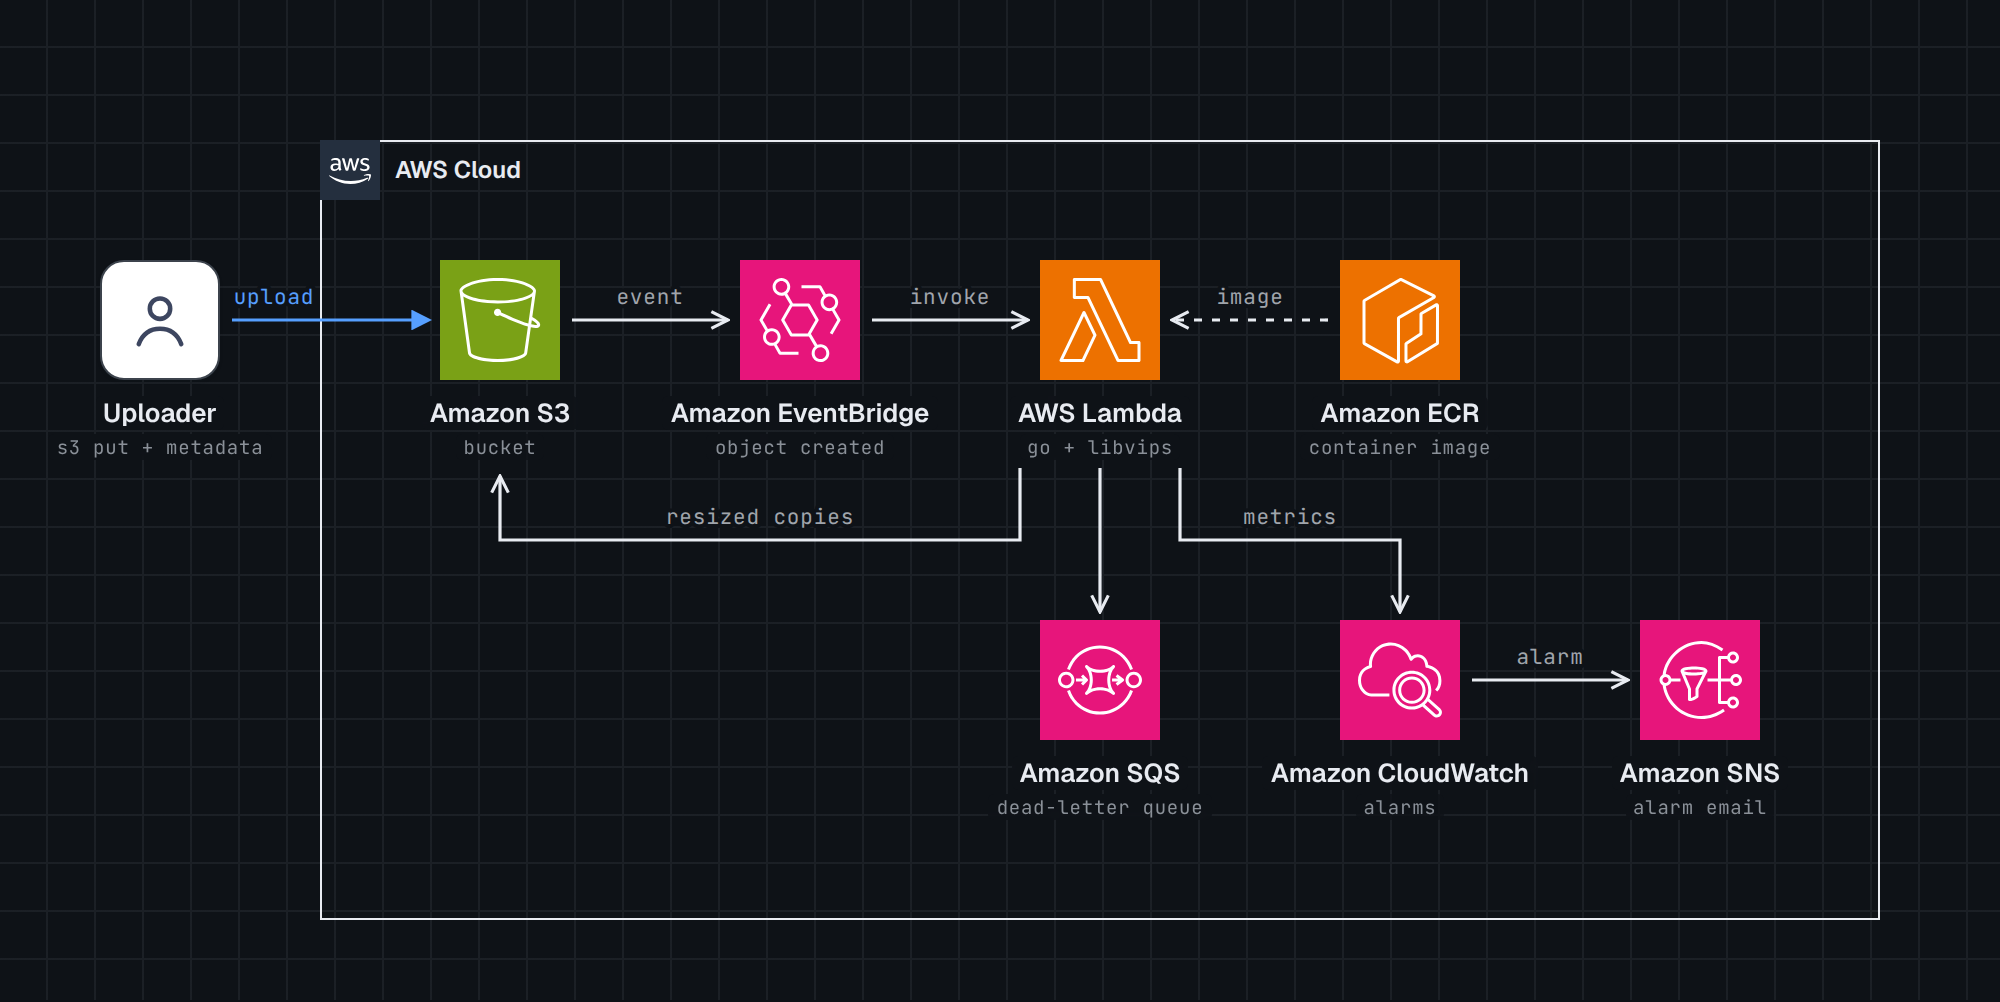 aws
AWS Cloud
upload
event
invoke
image
Uploader
s3 put + metadata
Amazon S3
bucket
Amazon EventBridge
object created
AWS Lambda
go + libvips
Amazon ECR
container image
resized copies
metrics
alarm
Amazon SQS
dead-letter queue
Amazon CloudWatch
alarms
Amazon SNS
alarm email